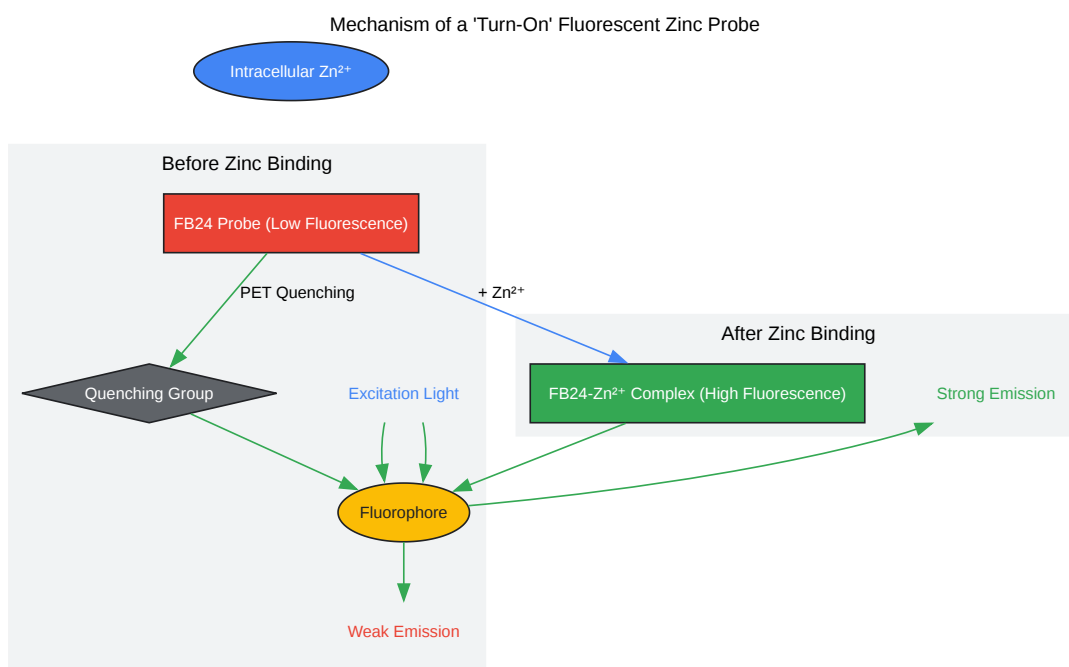 Mechanism of a 'Turn-On' Fluorescent Zinc Probe
Intracellular Zn²⁺
Before Zinc Binding
FB24 Probe (Low Fluorescence)
PET Quenching
+ Zn²⁺
After Zinc Binding
Quenching Group
Excitation Light
FB24-Zn²⁺ Complex (High Fluorescence)
Strong Emission
Fluorophore
Weak Emission